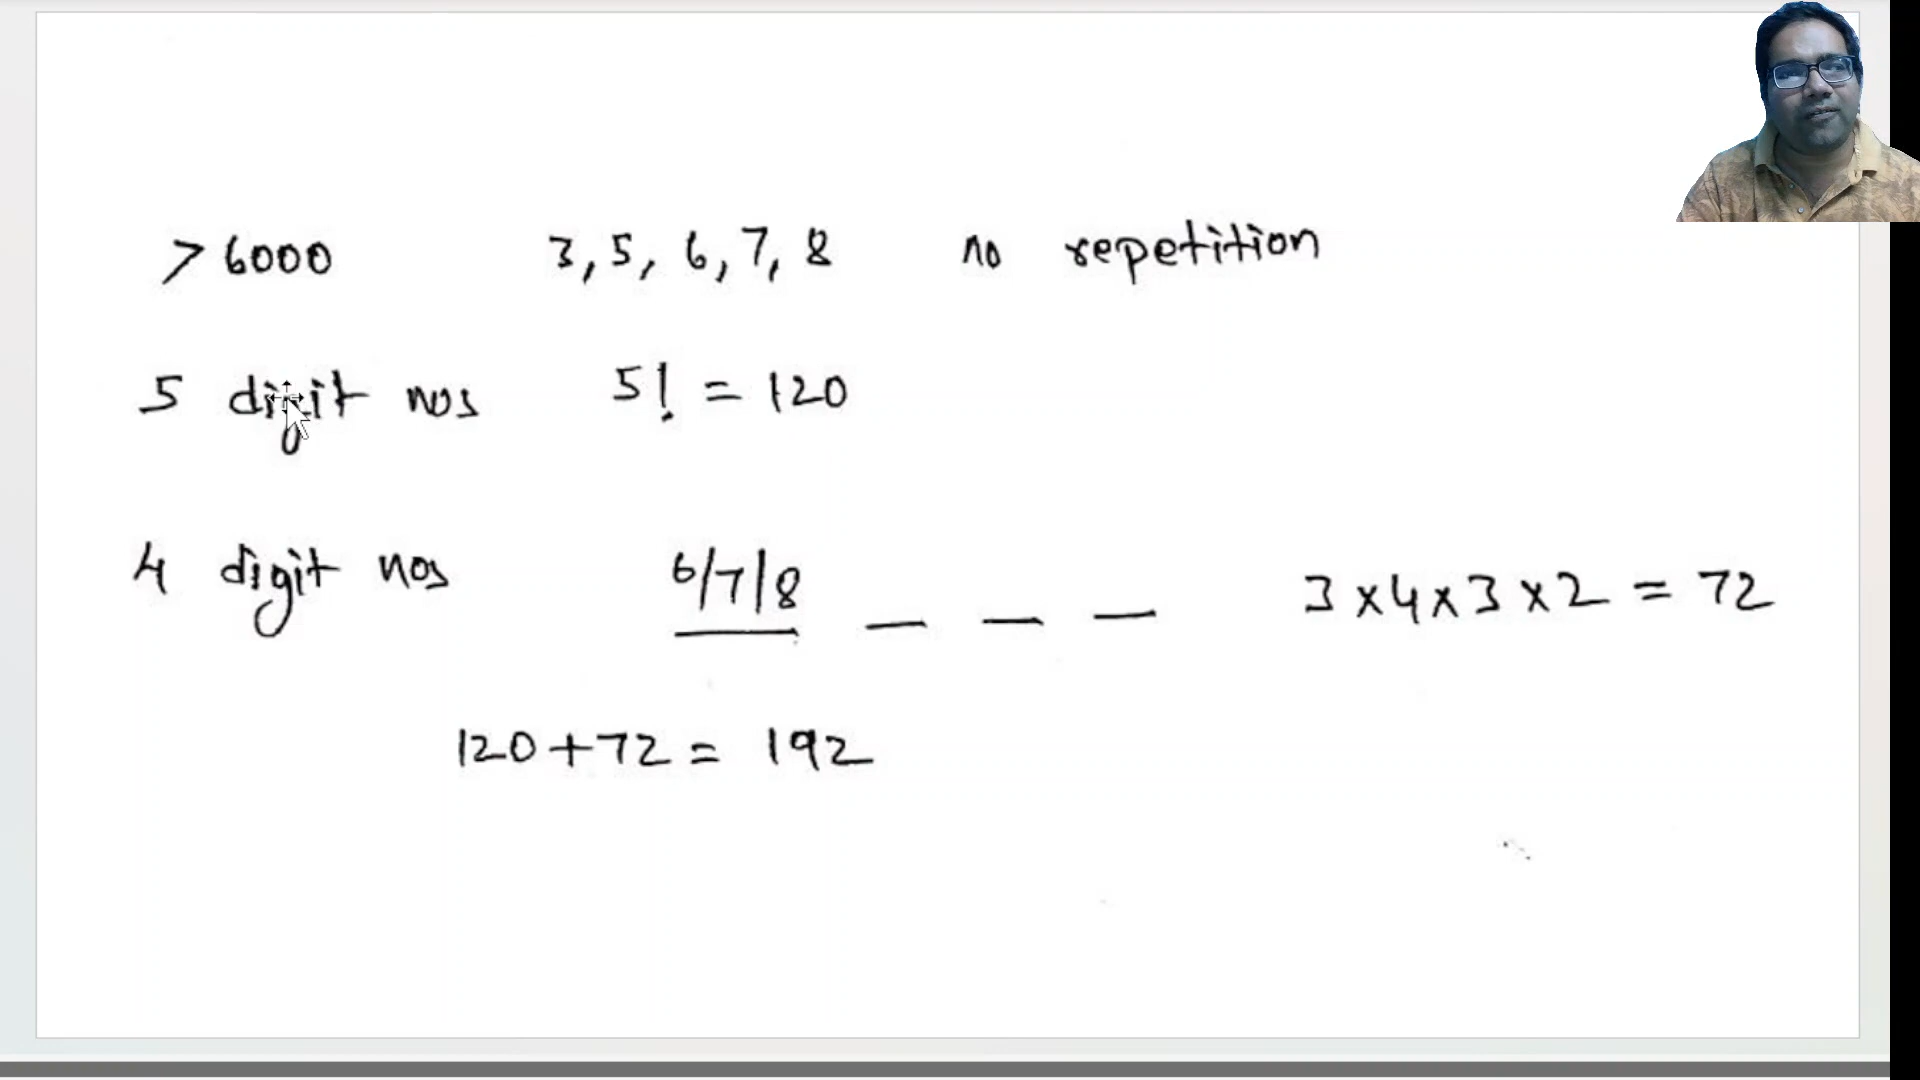 > 6000 3, 5, 6, 7, 8 no repetition
5 digit nos 5! = 120
4 digit nos 6/7/8 _ _ _ 3 x 4 x 3 x 2 = 72
120 + 72 = 192